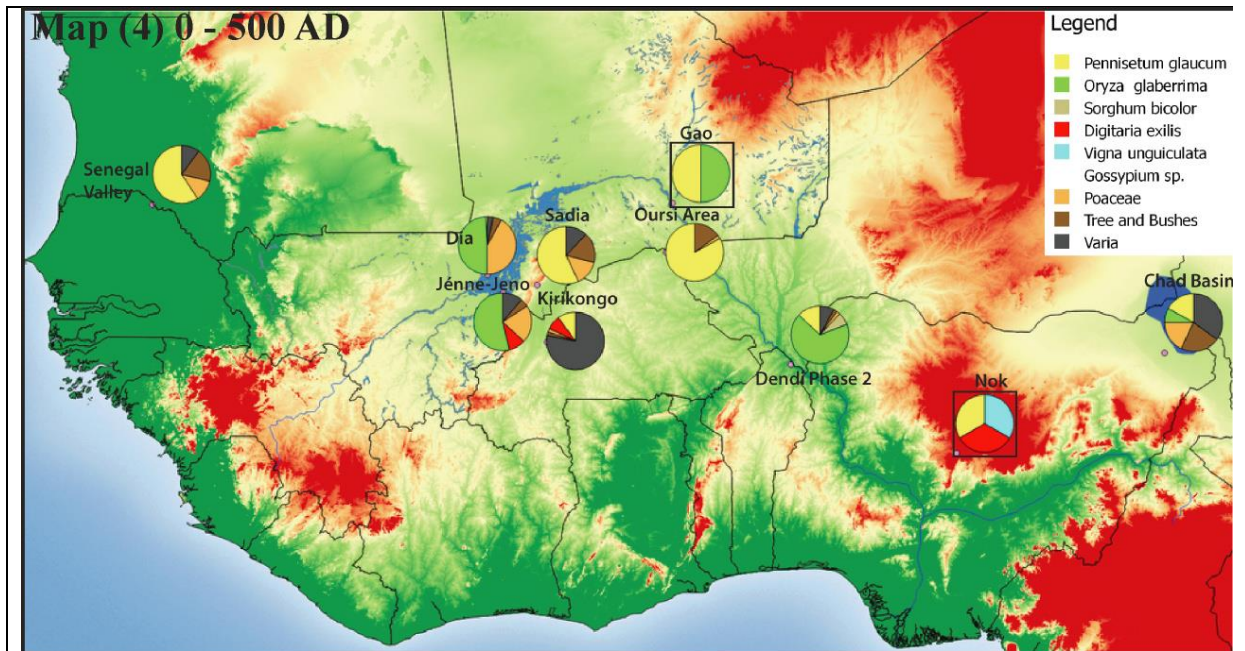 Map (4) 0 - 500 AD
Legend
Pennisetum glaucum
Oryza glaberrima
Sorghum bicolor
Digitaria exilis
Vigna unguiculata
Gossypium sp.
Poaceae
Tree and Bushes
Varia
Gao
Senegal
Valley
Sadia
Oursi Area
Dia
Jénne-Jeno
Kirikongo
Chad Basin
Dendi Phase 2
Nok